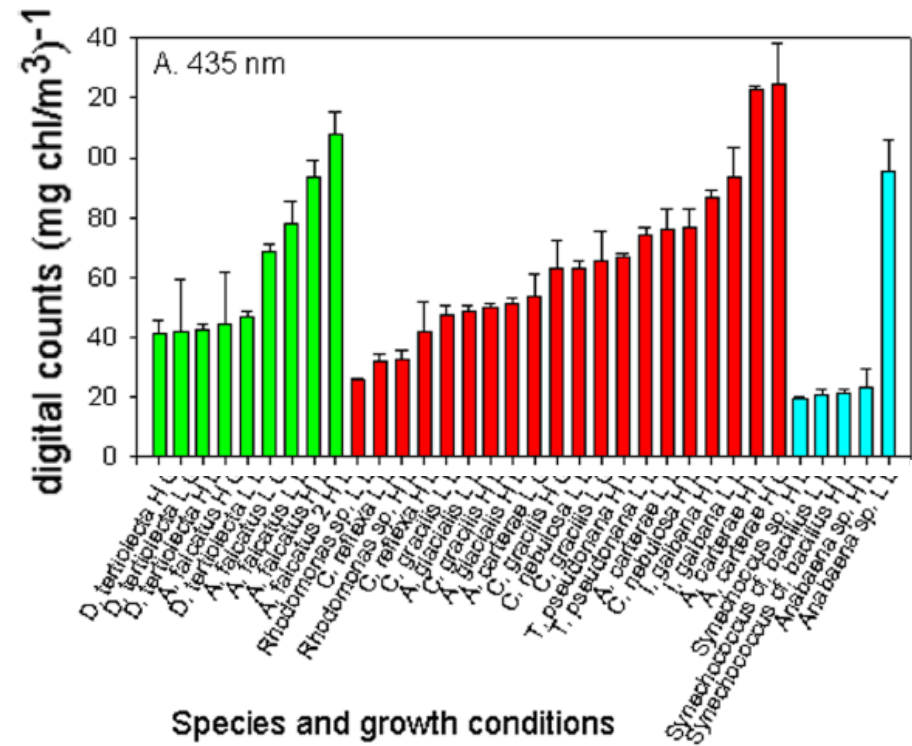 digital counts (mg chl/m3)-1
A. 435 nm
40
20
00
80
60
40
20
0
D. tertiolecta H
D. tertiolecta L
D. tertiolecta H
A. falcatus H
D. tertiolecta L
A. falcatus L
A. falcatus L
A. falcatus H
A. falcatus 2 H
Rhodomonas sp. L
C. reflexa L
Rhodomonas sp. H
C. reflexa H
C. gracilis L
A. glacialis L
C. gracilis H
A. glacialis H
A. carterae L
C. gracilis H
C. nebulosa L
C. gracilis L
T. pseudonana H
T. pseudonana L
A. carterae L
C. nebulosa H
I. galbana H
I. galbana L
A. carterae H
A. carterae H
Synechococcus sp. H
Synechococcus cf. bacillus L
Synechococcus cf. bacillus H
Anabaena sp. H
Anabaena sp. L
Species and growth conditions